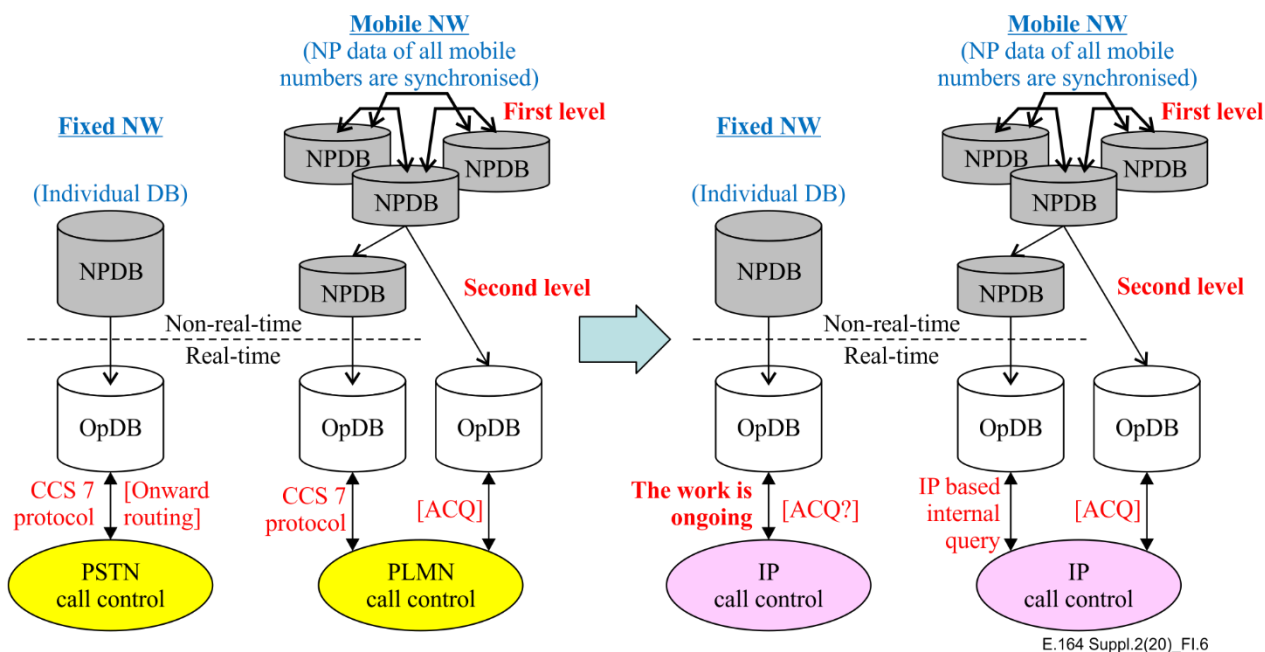 Mobile NW
(NP data of all mobile
numbers are synchronised)
First level
Fixed NW
NPDB
NPDB
NPDB
(Individual DB)
NPDB
NPDB
Second level
Non-real-time
Real-time
OpDB
OpDB
OpDB
CCS 7
protocol
[Onward
routing]
CCS 7
protocol
[ACQ]
PSTN
call control
PLMN
call control
Mobile NW
(NP data of all mobile
numbers are synchronised)
First level
Fixed NW
NPDB
NPDB
NPDB
(Individual DB)
NPDB
NPDB
Second level
Non-real-time
Real-time
OpDB
OpDB
OpDB
The work is
ongoing
[ACQ?]
IP based
internal
query
[ACQ]
IP
call control
IP
call control
E.164 Suppl.2(20)_FI.6